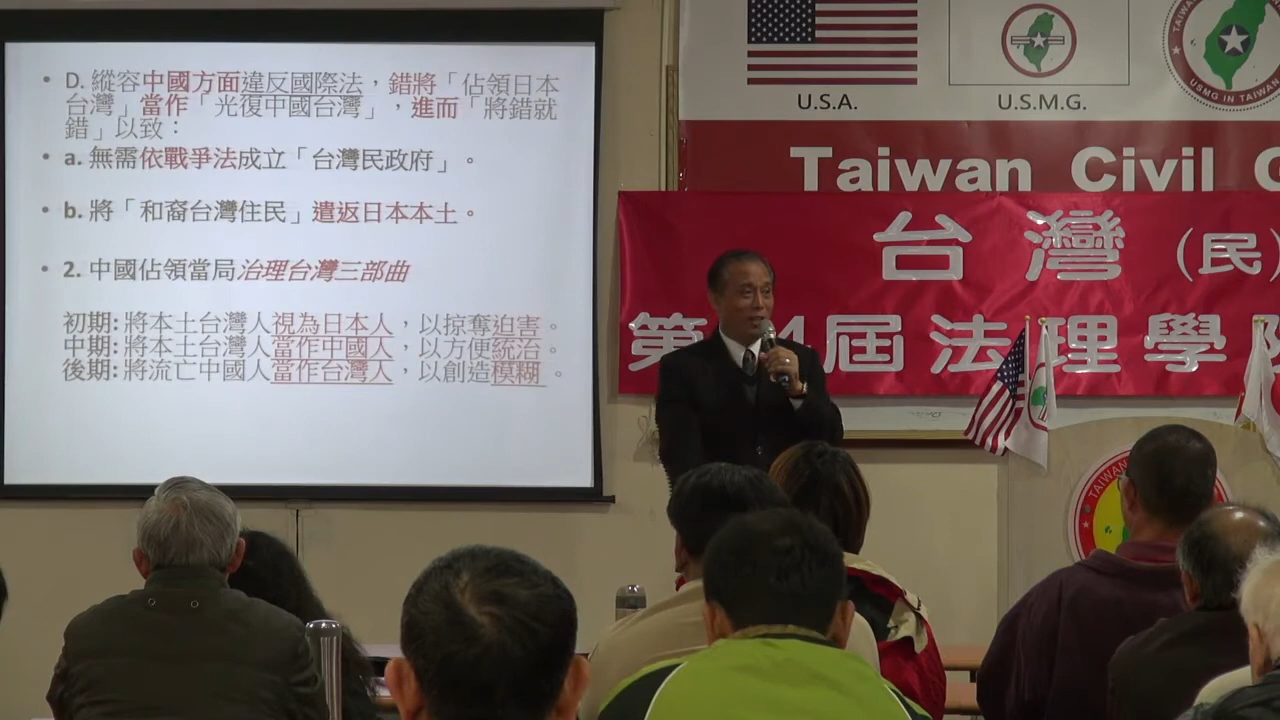 • D. 縱容中國方面違反國際法，錯將「佔領日本
台灣」當作「光復中國台灣」，進而「將錯就
錯」以致：
• a. 無需依戰爭法成立「台灣民政府」。
• b. 將「和裔台灣住民」遣返日本本土。
• 2. 中國佔領當局治理台灣三部曲
初期: 將本土台灣人視為日本人，以掠奪迫害。
中期: 將本土台灣人當作中國人，以方便統治。
後期: 將流亡中國人當作台灣人，以創造模糊 。
U.S.A.
U.S.M.G.
USMG IN TAIWAN
Taiwan Civil G
台灣（民）
第 4屆法理學院
TAIWAN